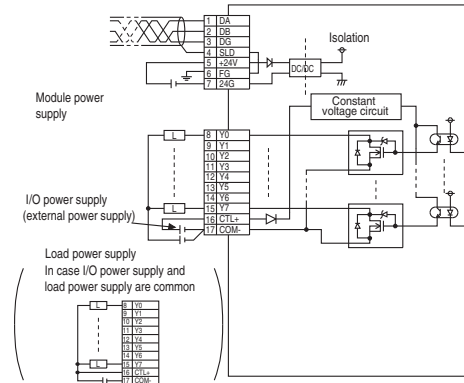 1 DA
2 DB
3 DG
4 SLD
5 +24V
6 FG
7 24G
Isolation
DC/DC
Module power
supply
Constant
voltage circuit
L
8 Y0
9 Y1
10 Y2
11 Y3
12 Y4
13 Y5
14 Y6
L
15 Y7
16 CTL+
17 COM-
I/O power supply
(external power supply)
Load power supply
In case I/O power supply and
load power supply are common
L
8 Y0
9 Y1
10 Y2
11 Y3
12 Y4
13 Y5
14 Y6
L
15 Y7
16 CTL+
17 COM-